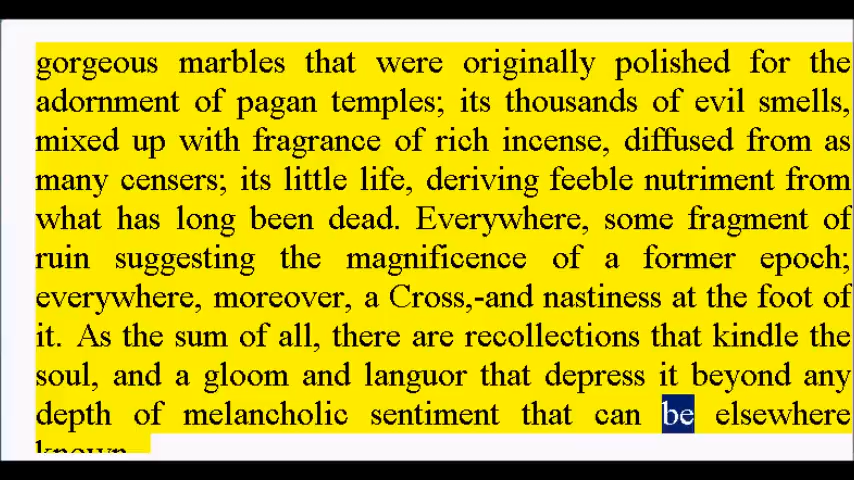 gorgeous marbles that were originally polished for the
adornment of pagan temples; its thousands of evil smells,
mixed up with fragrance of rich incense, diffused from as
many censers; its little life, deriving feeble nutriment from
what has long been dead. Everywhere, some fragment of
ruin suggesting the magnificence of a former epoch;
everywhere, moreover, a Cross,-and nastiness at the foot of
it. As the sum of all, there are recollections that kindle the
soul, and a gloom and languor that depress it beyond any
depth of melancholic sentiment that can be elsewhere
known.